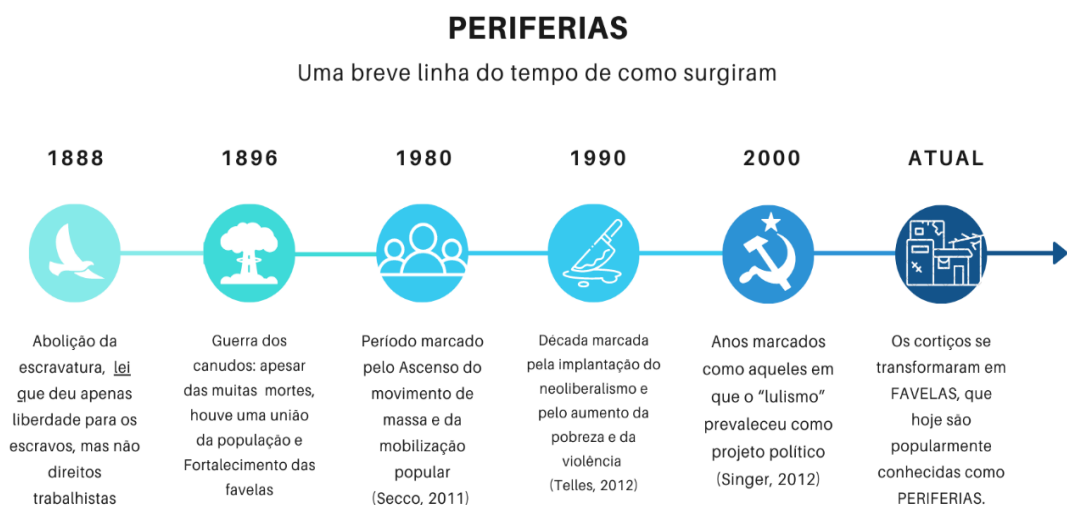 PERIFERIAS
Uma breve linha do tempo de como surgiram
1888
1896
1980
1990
2000
ATUAL
Abolição da
escravatura, lei
que deu apenas
liberdade para os
escravos, mas não
direitos
trabalhistas
Guerra dos
canudos: apesar
das muitas mortes,
houve uma união
da população e
Fortalecimento das
favelas
Período marcado
pelo Ascenso do
movimento de
massa e da
mobilização
popular
(Secco, 2011)
Década marcada
pela implantação do
neoliberalismo e
pelo aumento da
pobreza e da
violência
(Telles, 2012)
Anos marcados
como aqueles em
que o “lulismo”
prevaleceu como
projeto político
(Singer, 2012)
Os cortiços se
transformaram em
FAVELAS, que
hoje são
popularmente
conhecidas como
PERIFERIAS.